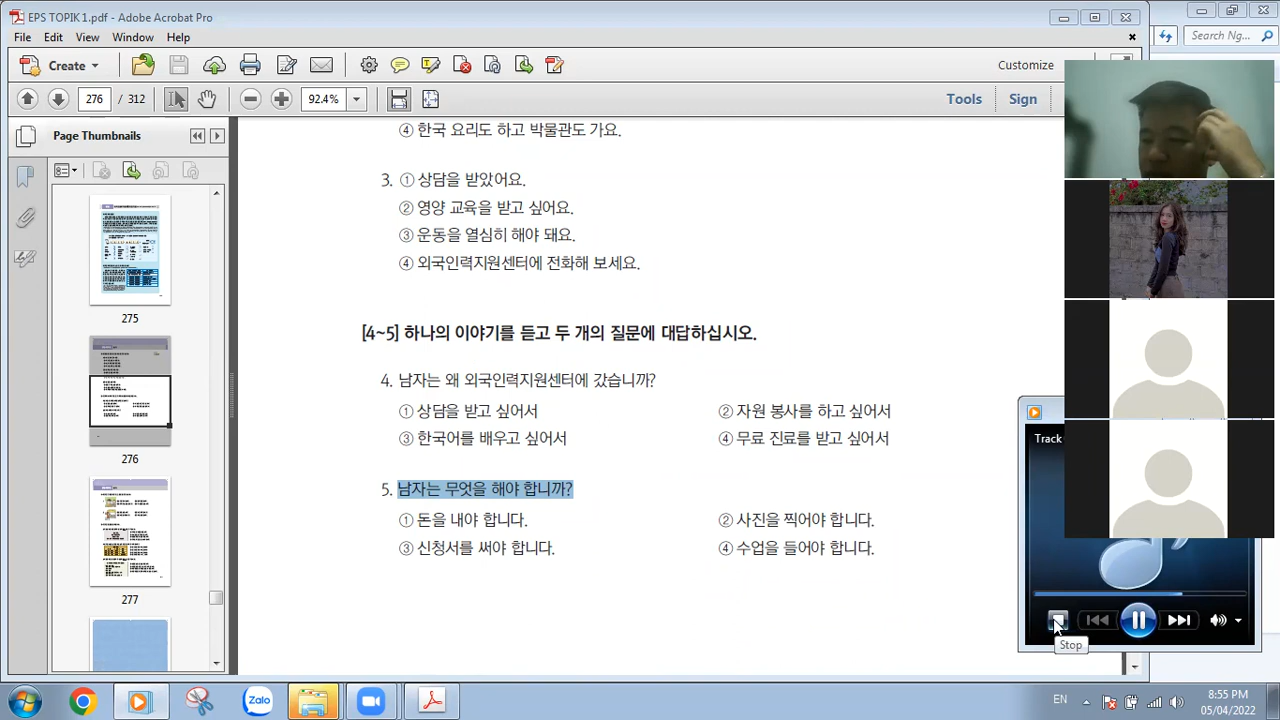 EPS TOPIK 1.pdf - Adobe Acrobat Pro
File Edit View Window Help
Search Ng...
Create
Customize
276 / 312
92.4%
Tools
Sign
Page Thumbnails
④ 한국 요리도 하고 박물관도 가요.
3. ① 상담을 받았어요.
② 영양 교육을 받고 싶어요.
③ 운동을 열심히 해야 돼요.
④ 외국인력지원센터에 전화해 보세요.
275
[4~5] 하나의 이야기를 듣고 두 개의 질문에 대답하십시오.
4. 남자는 왜 외국인력지원센터에 갔습니까?
① 상담을 받고 싶어서
② 자원 봉사를 하고 싶어서
③ 한국어를 배우고 싶어서
④ 무료 진료를 받고 싶어서
276
5. 남자는 무엇을 해야 합니까?
① 돈을 내야 합니다.
② 사진을 찍어야 합니다.
③ 신청서를 써야 합니다.
④ 수업을 들어야 합니다.
277
Track
Stop
Zalo
EN
8:55 PM
05/04/2022